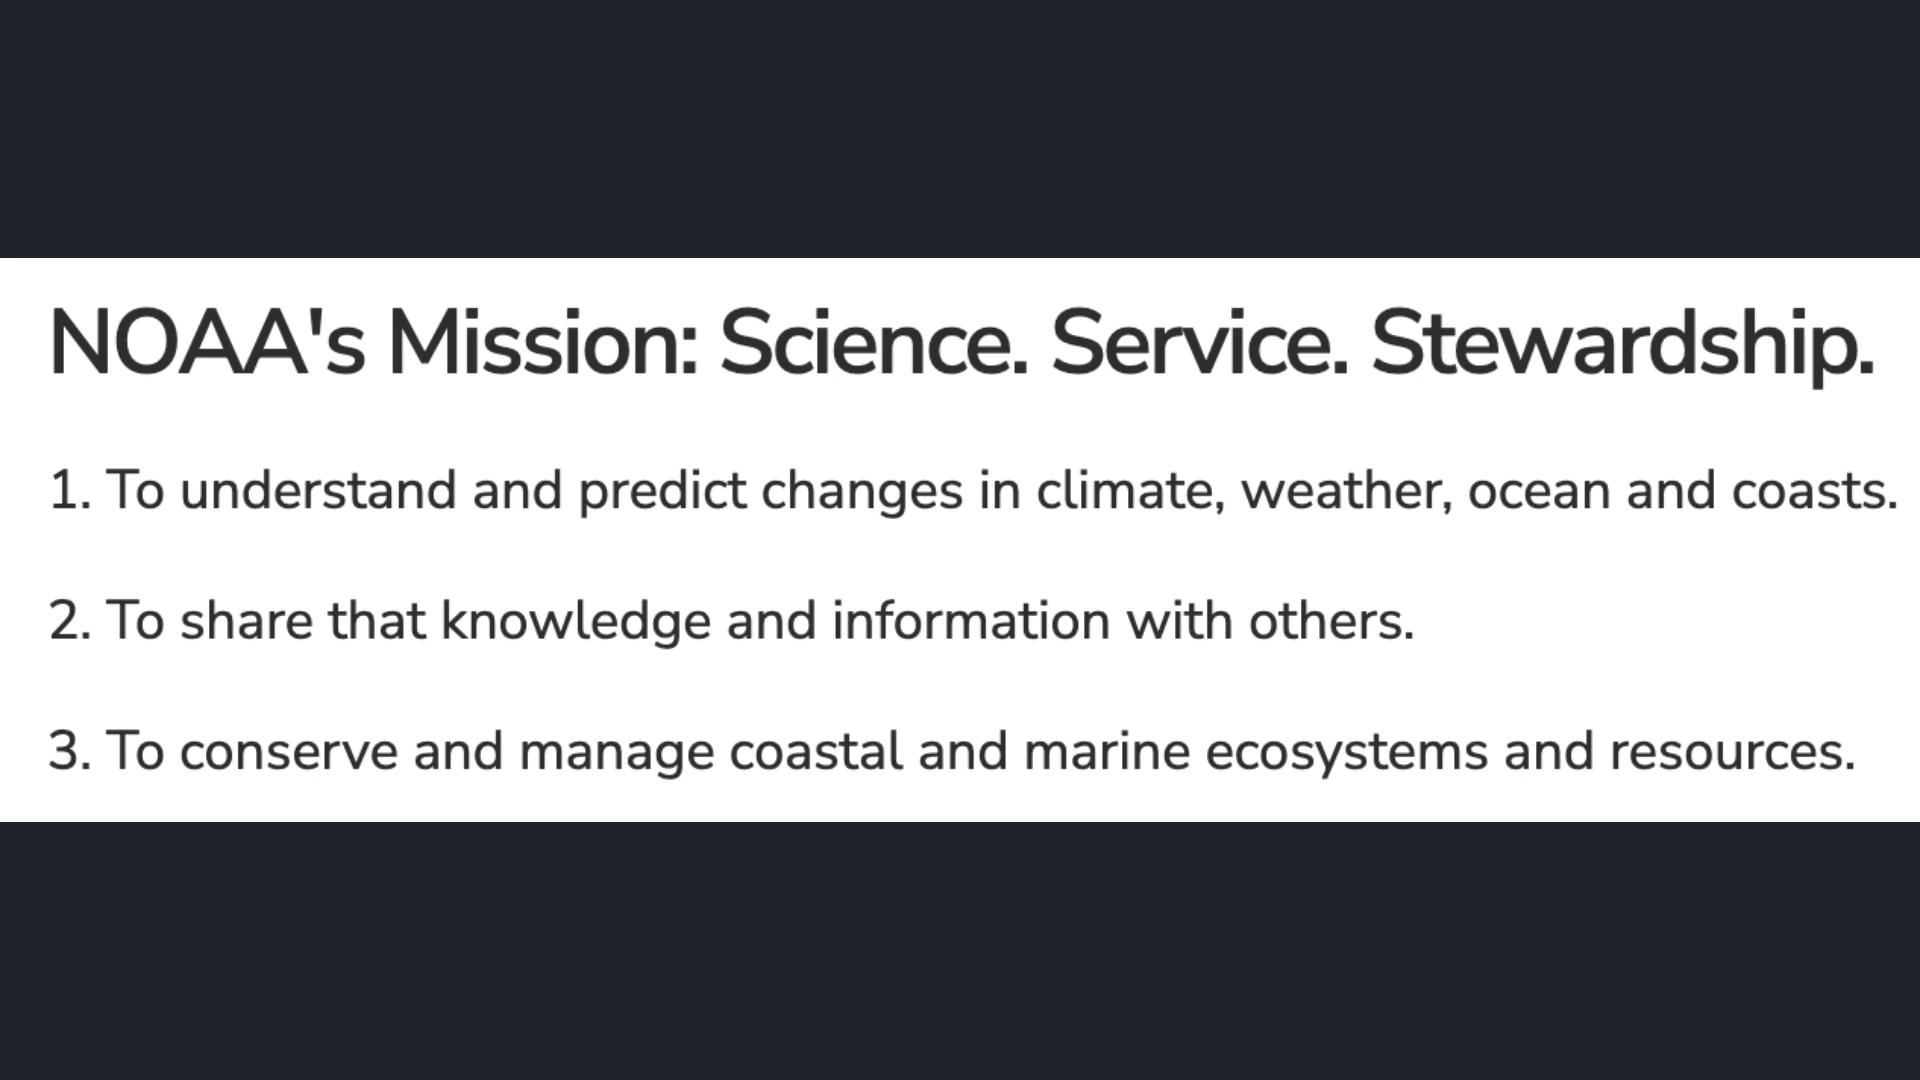 NOAA's Mission: Science. Service. Stewardship.
1. To understand and predict changes in climate, weather, ocean and coasts.
2. To share that knowledge and information with others.
3. To conserve and manage coastal and marine ecosystems and resources.